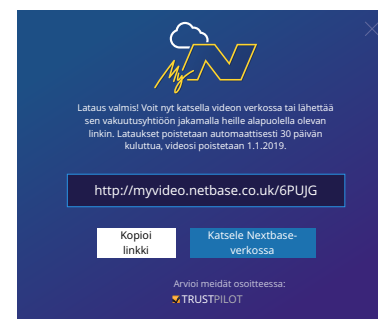 My N
Lataus valmis! Voit nyt katsella videon verkossa tai lähettää
sen vakuutusyhtiöön jakamalla heille alapuolella olevan
linkin. Lataukset poistetaan automaattisesti 30 päivän
kuluttua, videosi poistetaan 1.1.2019.
http://myvideo.netbase.co.uk/6PUJG
Kopioi
linkki
Katsele Nextbase-
verkossa
Arvioi meidät osoitteessa:
TRUSTPILOT